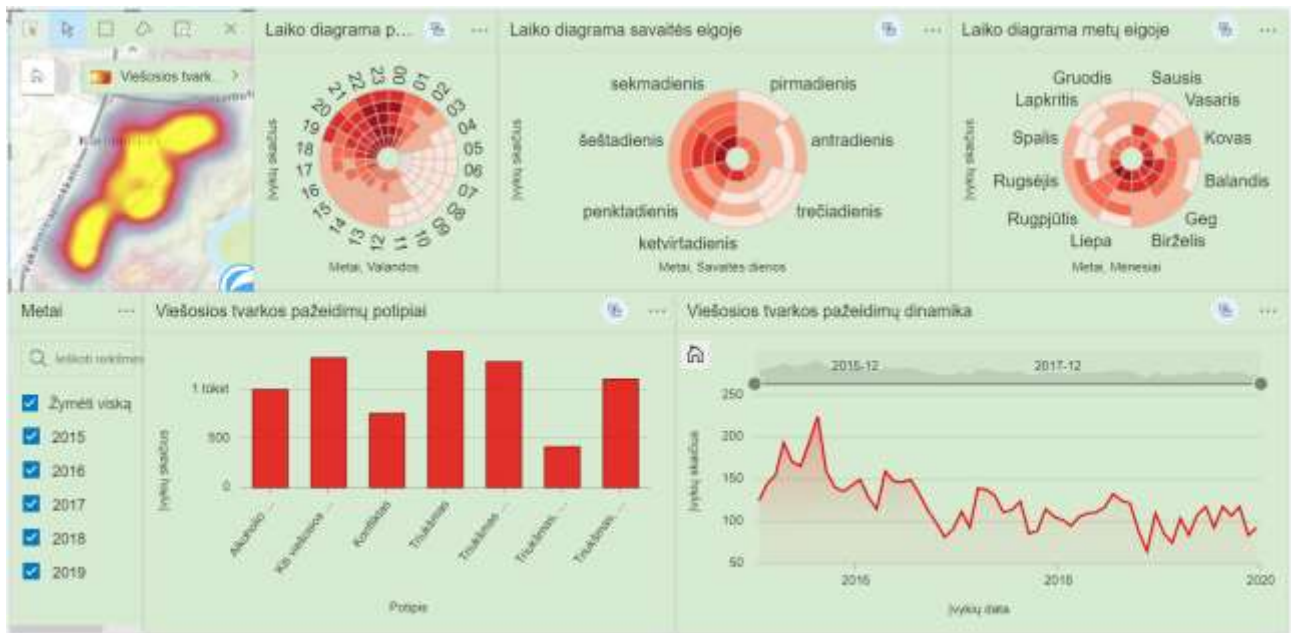 Viešosios tvark...
Laiko diagrama p...
Įvykių skaičius
23 00 01 02 03 04 05 06 07 08 09 10 11 12 13 14 15 16 17 18 19 20 21 22
Metai, Valandos
Laiko diagrama savaitės eigoje
Įvykių skaičius
sekmadienis pirmadienis
šeštadienis antradienis
penktadienis trečiadienis
ketvirtadienis
Metai, Savaitės dienos
Laiko diagrama metų eigoje
Įvykių skaičius
Gruodis Sausis
Lapkritis Vasaris
Spalis Kovas
Rugsėjis Balandis
Rugpjūtis Geg
Liepa Birželis
Metai, Mėnesiai
Metai
Ieškoti reikšmės
Žymėti viską
2015
2016
2017
2018
2019
Viešosios tvarkos pažeidimų potipiai
Įvykių skaičius
1 tūkst
500
0
Alkoholio ...
Kiti viešosios ...
Konfliktas
Triukšmas
Triukšmas ...
Triukšmas, ...
Triukšmas, ...
Potipis
Viešosios tvarkos pažeidimų dinamika
2015-12 2017-12
Įvykių skaičius
250
200
150
100
50
2016 2018 2020
Įvykių data